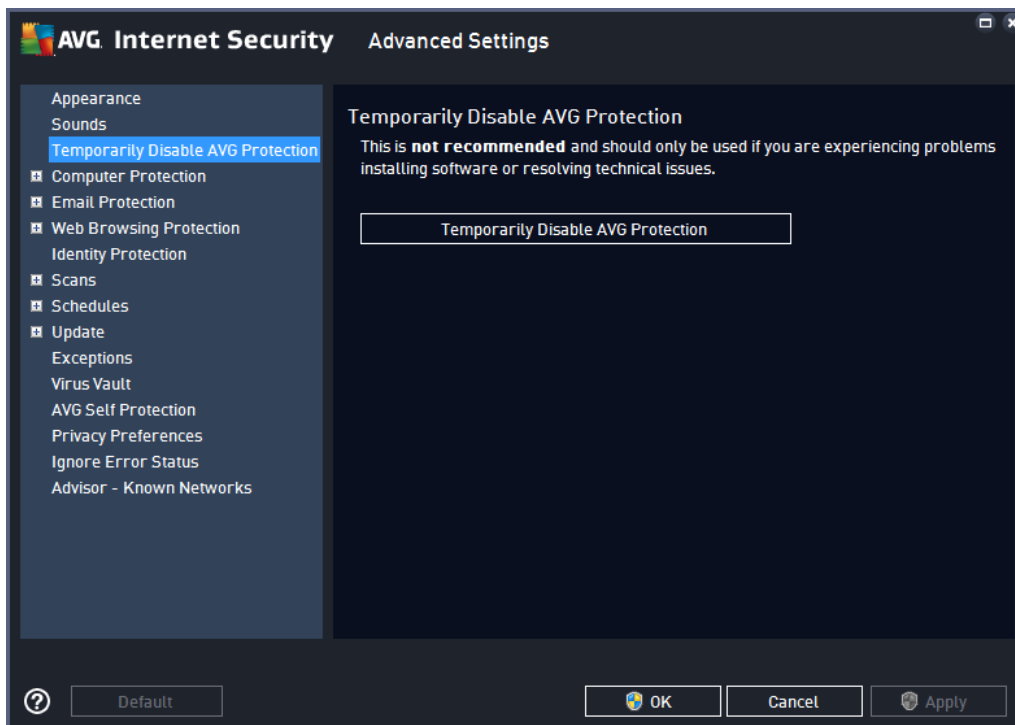 AVG. Internet Security Advanced Settings
Appearance
Sounds
Temporarily Disable AVG Protection
Computer Protection
Email Protection
Web Browsing Protection
Identity Protection
Scans
Schedules
Update
Exceptions
Virus Vault
AVG Self Protection
Privacy Preferences
Ignore Error Status
Advisor - Known Networks
Temporarily Disable AVG Protection
This is not recommended and should only be used if you are experiencing problems
installing software or resolving technical issues.
Temporarily Disable AVG Protection
?
Default
OK
Cancel
Apply